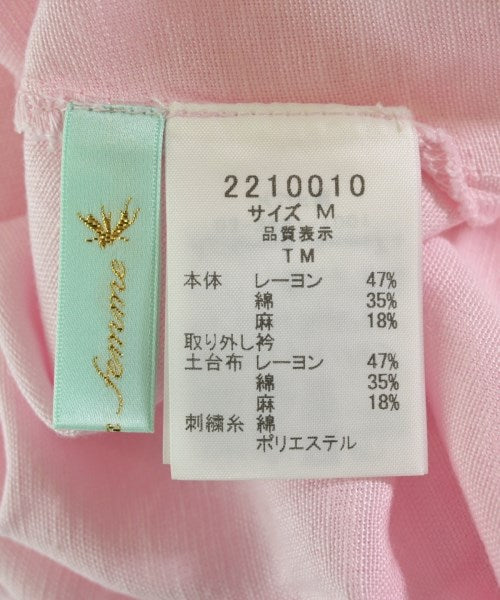 2210010
サイズ M
品質表示
TM
本体 レーヨン 47%
綿 35%
麻 18%
取り外し衿
土台布 レーヨン 47%
綿 35%
麻 18%
刺繍糸 綿
ポリエステル